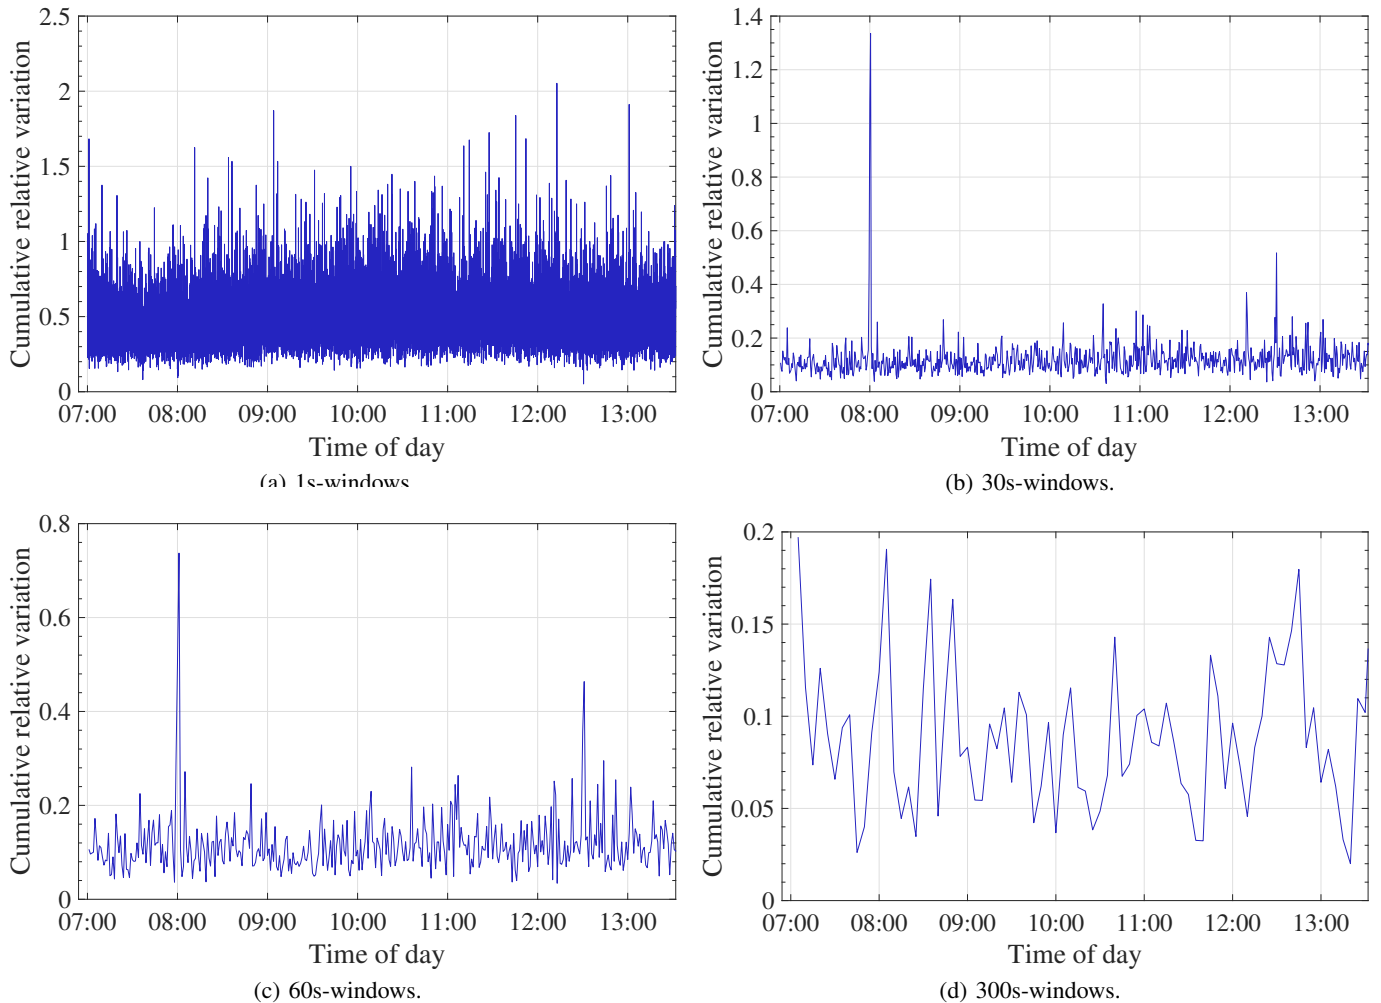 2.5
2
1.5
1
0.5
0
Cumulative relative variation
07:00 08:00 09:00 10:00 11:00 12:00 13:00
Time of day
(a) 1s-windows.
1.4
1.2
1
0.8
0.6
0.4
0.2
0
Cumulative relative variation
07:00 08:00 09:00 10:00 11:00 12:00 13:00
Time of day
(b) 30s-windows.
0.8
0.6
0.4
0.2
0
Cumulative relative variation
07:00 08:00 09:00 10:00 11:00 12:00 13:00
Time of day
(c) 60s-windows.
0.2
0.15
0.1
0.05
0
Cumulative relative variation
07:00 08:00 09:00 10:00 11:00 12:00 13:00
Time of day
(d) 300s-windows.